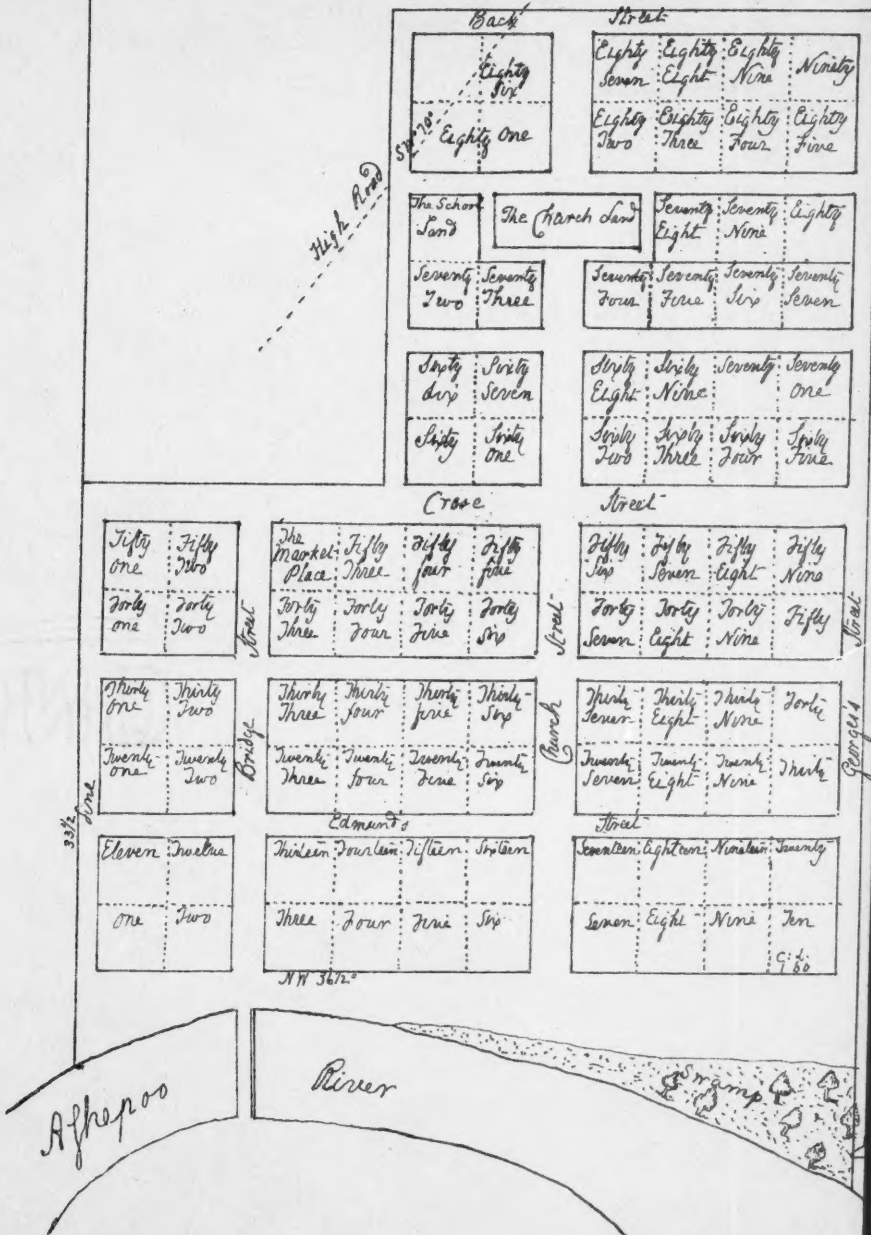 Back Street
Eighty Six
Eighty One
Eighty Seven
Eighty Eight
Eighty Nine
Ninety
Eighty Two
Eighty Three
Eighty Four
Eighty Five
High Road
The School Land
The Church Land
Seventy Eight
Seventy Nine
Eighty
Seventy Two
Seventy Three
Seventy Four
Seventy Five
Seventy Six
Seventy Seven
Sixty Six
Sixty Seven
Sixty Eight
Sixty Nine
Seventy
Seventy One
Sixty
Sixty One
Sixty Two
Sixty Three
Sixty Four
Sixty Five
Crose Street
Fifty one
Fifty Two
The Market Place
Fifty Three
Fifty four
Fifty five
Fifty Six
Fifty Seven
Fifty Eight
Fifty Nine
Forty one
Forty Two
Forty Three
Forty Four
Forty Five
Forty six
Forty Seven
Forty Eight
Forty Nine
Fifty
Bridge Street
Church Street
Georges Street
Thirty One
Thirty Two
Thirty Three
Thirty four
Thirty five
Thirty Six
Thirty Seven
Thirty Eight
Thirty Nine
Forty
Twenty one
Twenty Two
Twenty Three
Twenty four
Twenty Five
Twenty Six
Twenty Seven
Twenty Eight
Twenty Nine
Thirty
33½ Line
Edmund's Street
Eleven
Twelve
Thirteen
Fourteen
Fifteen
Sixteen
Seventeen
Eighteen
Nineteen
Twenty
One
Two
Three
Four
Five
Six
Seven
Eight
Nine
Ten
NW 36½°
Ashepoo River
Swamp